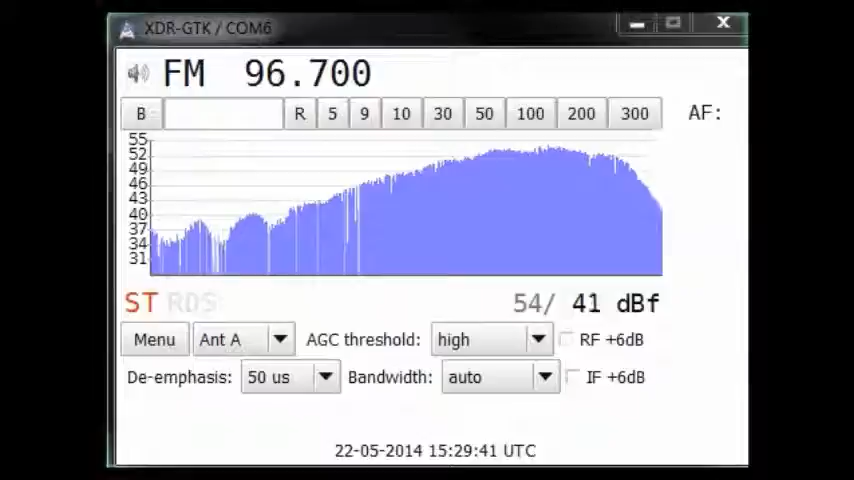 XDR-GTK / COM6
FM 96.700
B R 5 9 10 30 50 100 200 300 AF:
55
52
49
46
43
40
37
34
31
ST RDS 54/ 41 dBf
Menu Ant A AGC threshold: high RF +6dB
De-emphasis: 50 us Bandwidth: auto IF +6dB
22-05-2014 15:29:41 UTC